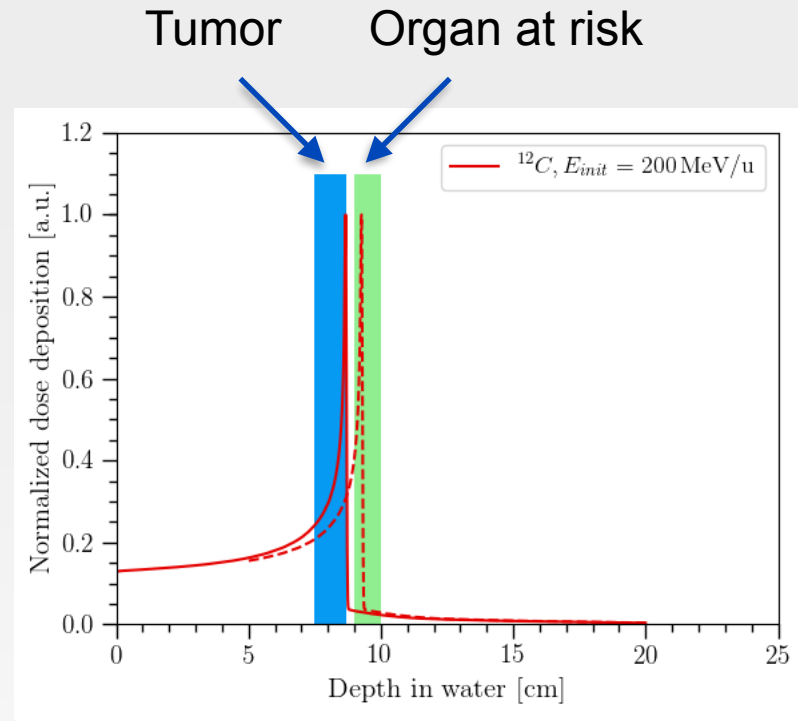 Tumor Organ at risk
1.2
1.0
0.8
0.6
0.4
0.2
0.0
Normalized dose deposition [a.u.]
¹²C, E_init = 200 MeV/u
0 5 10 15 20 25
Depth in water [cm]